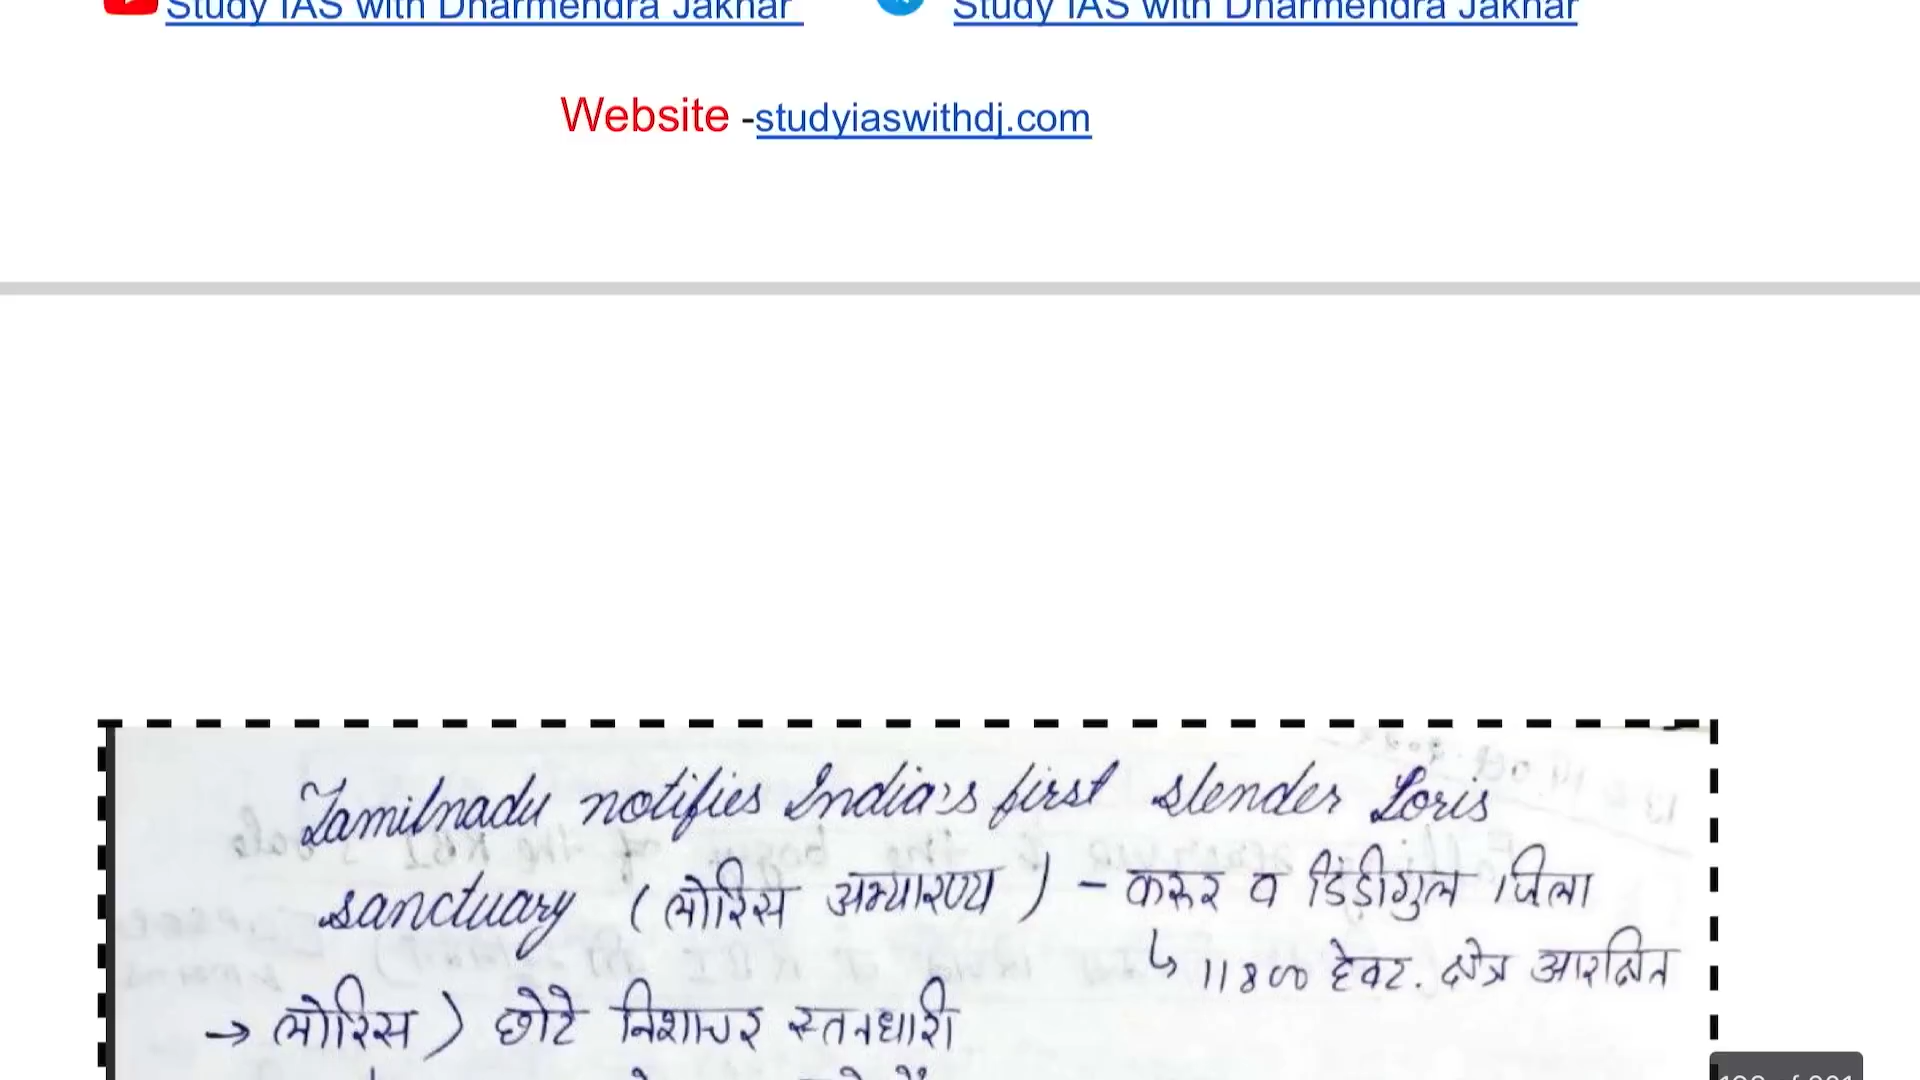 Study IAS with Dharmendra Jakhar Study IAS with Dharmendra Jakhar
Website -studyiaswithdj.com
Tamilnadu notifies India's first slender Loris
sanctuary (लोरिस अभ्यारण्य) - करूर व डिंडीगुल जिला
↳ 11800 हेक्ट. क्षेत्र आरक्षित
→ लोरिस) छोटे निशाचर स्तनधारी